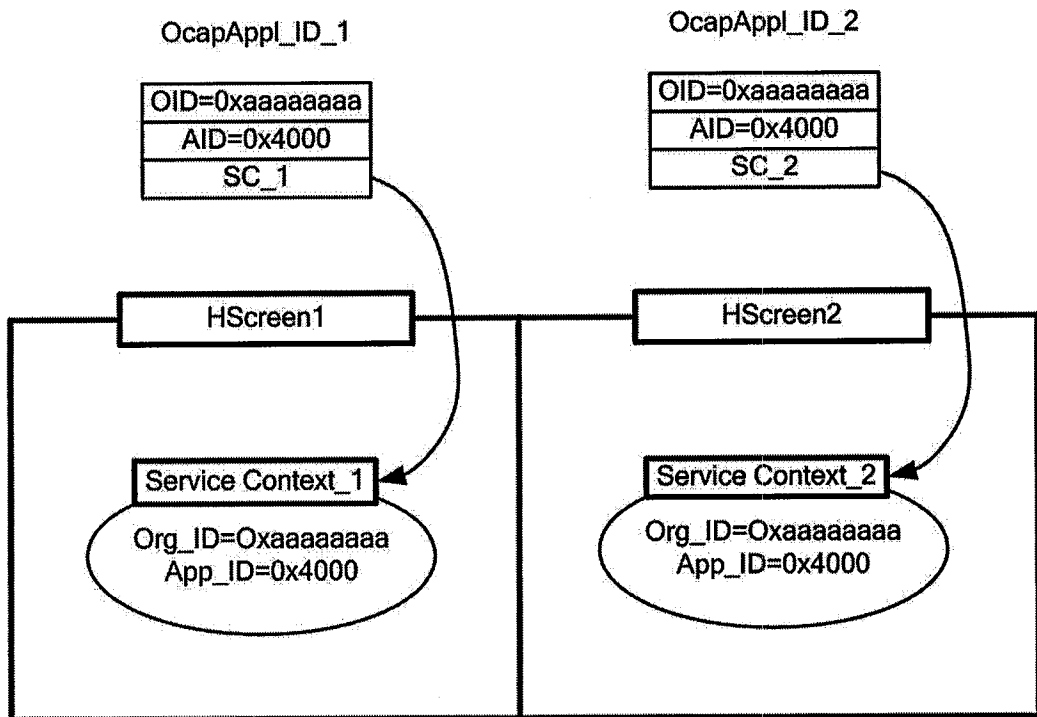 OcapAppl_ID_1
OcapAppl_ID_2
OID=0xaaaaaaaa
AID=0x4000
SC_1
OID=0xaaaaaaaa
AID=0x4000
SC_2
HScreen1
HScreen2
Service Context_1
Org_ID=Oxaaaaaaaa
App_ID=0x4000
Service Context_2
Org_ID=Oxaaaaaaaa
App_ID=0x4000